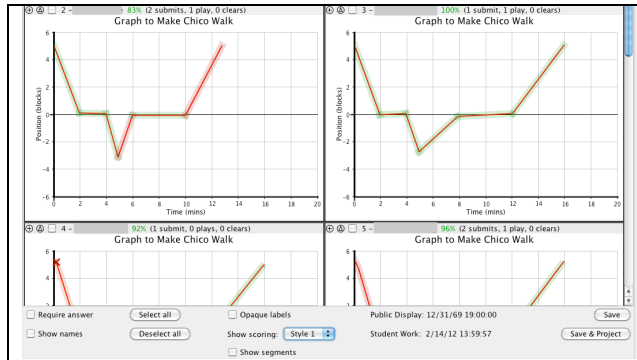 2 - 83% (2 submits, 1 play, 0 clears)
Graph to Make Chico Walk
6
4
2
0
−2
−4
−6
Position (blocks)
0 2 4 6 8 10 12 14 16 18 20
Time (mins)
3 - 100% (1 submit, 1 play, 0 clears)
Graph to Make Chico Walk
6
4
2
0
−2
−4
−6
Position (blocks)
0 2 4 6 8 10 12 14 16 18 20
Time (mins)
4 - 92% (1 submit, 0 plays, 0 clears)
Graph to Make Chico Walk
6
4
2
5 - 96% (2 submits, 1 play, 0 clears)
Graph to Make Chico Walk
6
4
2
Require answer Select all Opaque labels Public Display: 12/31/69 19:00:00 Save
Show names Deselect all Show scoring: Style 1 Student Work: 2/14/12 13:59:57 Save & Project
Show segments